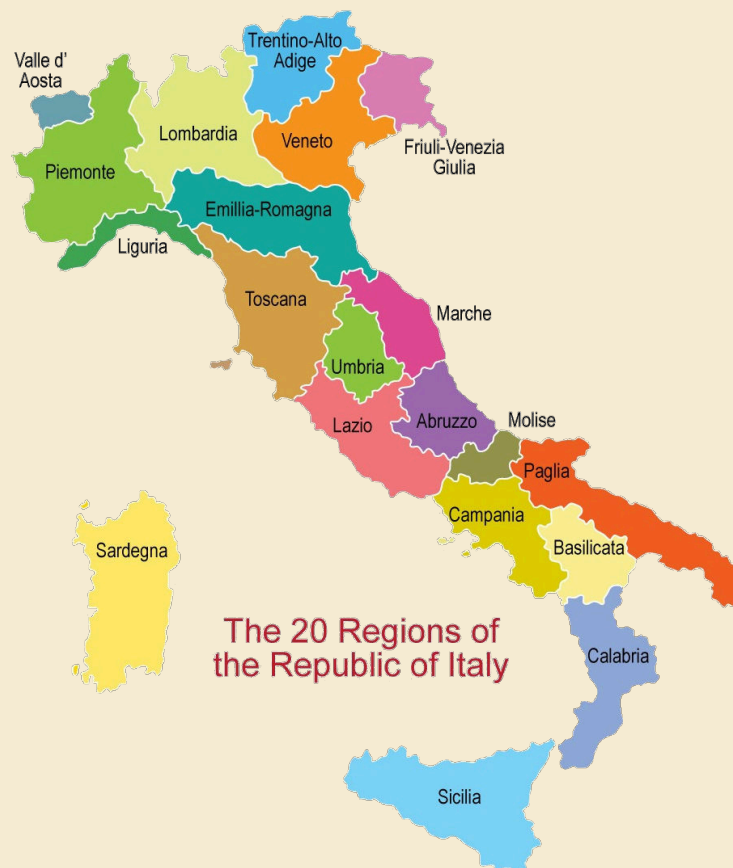 Trentino-Alto
Adige
Valle d'
Aosta
Lombardia
Veneto
Friuli-Venezia
Giulia
Piemonte
Emillia-Romagna
Liguria
Toscana
Marche
Umbria
Lazio
Abruzzo
Molise
Paglia
Campania
Basilicata
Sardegna
The 20 Regions of
the Republic of Italy
Calabria
Sicilia